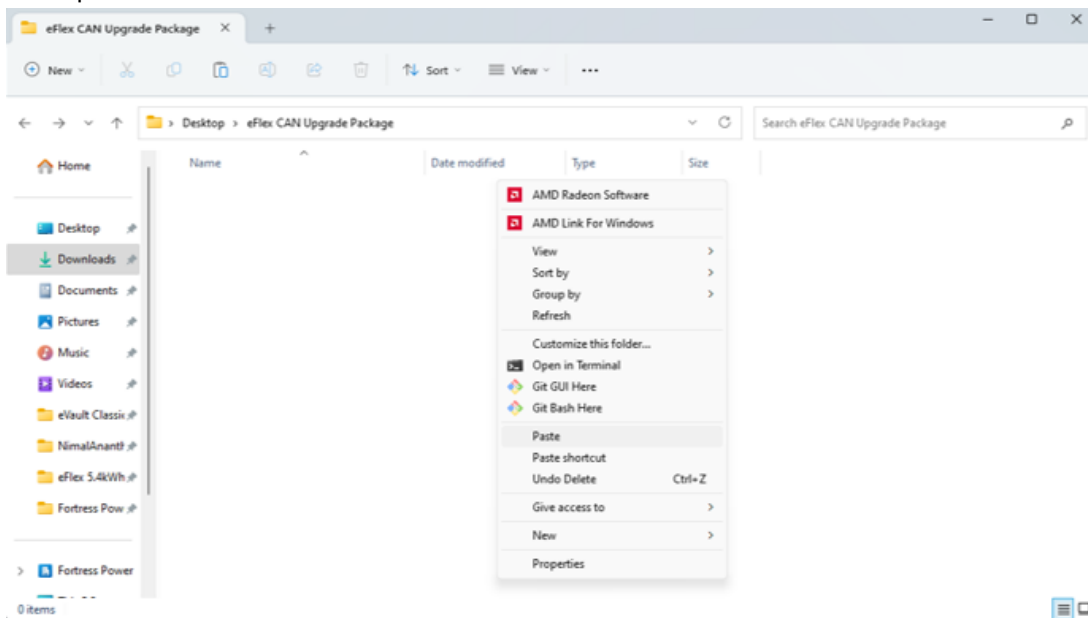 eFlex CAN Upgrade Package
New
Sort
View
Desktop > eFlex CAN Upgrade Package
Search eFlex CAN Upgrade Package
Home
Name
Date modified
Type
Size
AMD Radeon Software
AMD Link For Windows
Desktop
View
Downloads
Sort by
Documents
Group by
Refresh
Pictures
Customize this folder...
Music
Open in Terminal
Videos
Git GUI Here
eVault Classic
Git Bash Here
NimalAnanth
Paste
Paste shortcut
eFlex 5.4kWh
Undo Delete Ctrl+Z
Fortress Pow
Give access to
New
Fortress Power
Properties
0 items